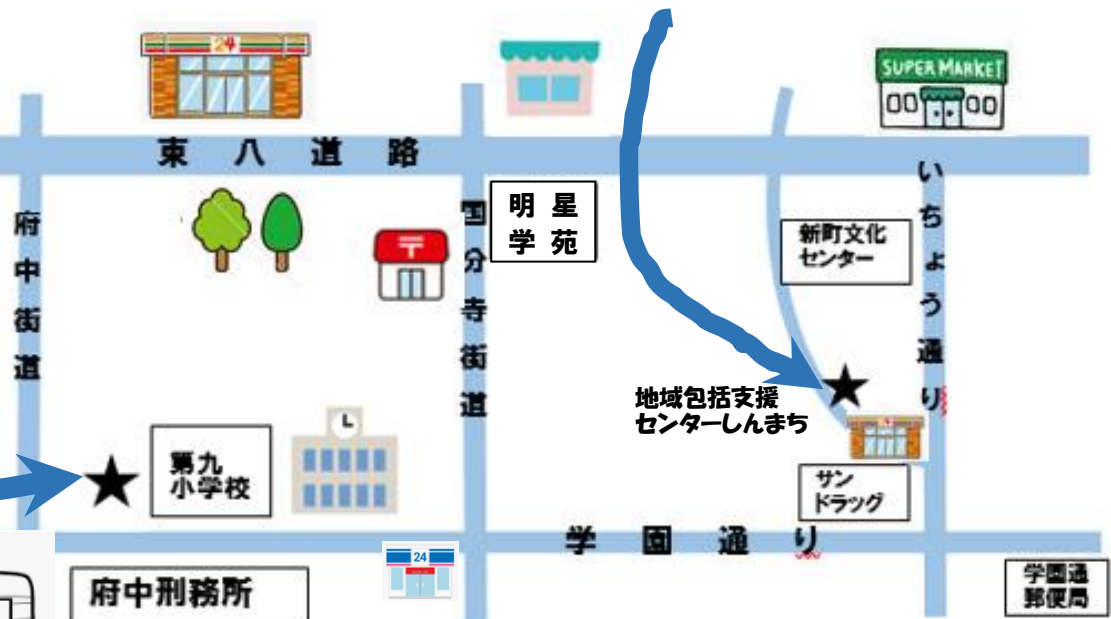 24
SUPER MARKET
東八道路
府中街道
国分寺街道
いちょう通り
明星
学苑
新町文化
センター
〒
地域包括支援
センターしんまち
第九
小学校
サン
ドラッグ
学園通り
24
府中刑務所
学園通
郵便局